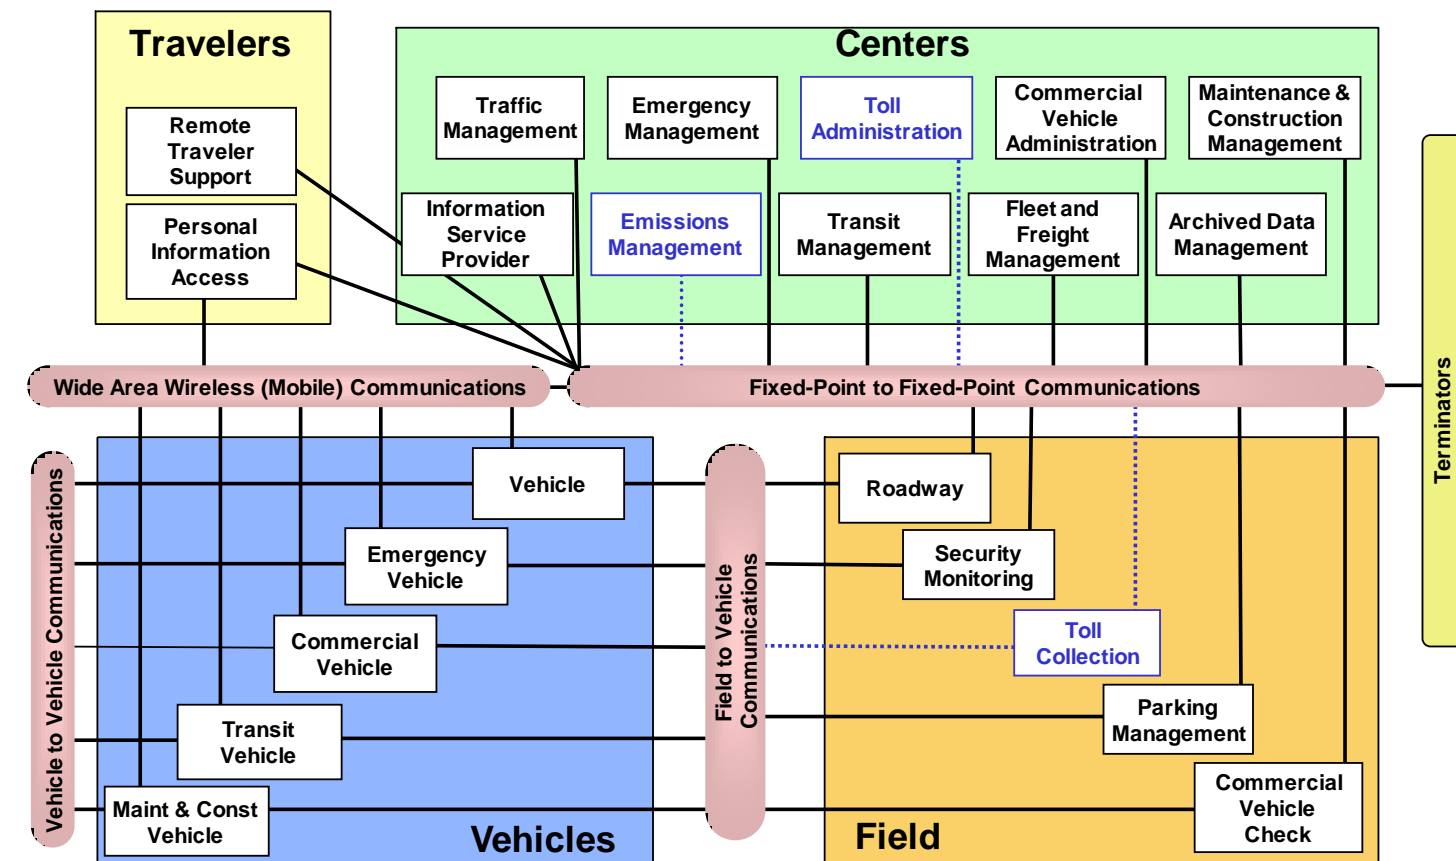 Travelers
Remote
Traveler
Support
Personal
Information
Access
Centers
Traffic
Management
Emergency
Management
Toll
Administration
Commercial
Vehicle
Administration
Maintenance &
Construction
Management
Information
Service
Provider
Emissions
Management
Transit
Management
Fleet and
Freight
Management
Archived Data
Management
Terminators
Wide Area Wireless (Mobile) Communications
Fixed-Point to Fixed-Point Communications
Vehicle to Vehicle Communications
Vehicle
Emergency
Vehicle
Commercial
Vehicle
Transit
Vehicle
Maint & Const
Vehicle
Vehicles
Field to Vehicle
Communications
Roadway
Security
Monitoring
Toll
Collection
Parking
Management
Commercial
Vehicle
Check
Field